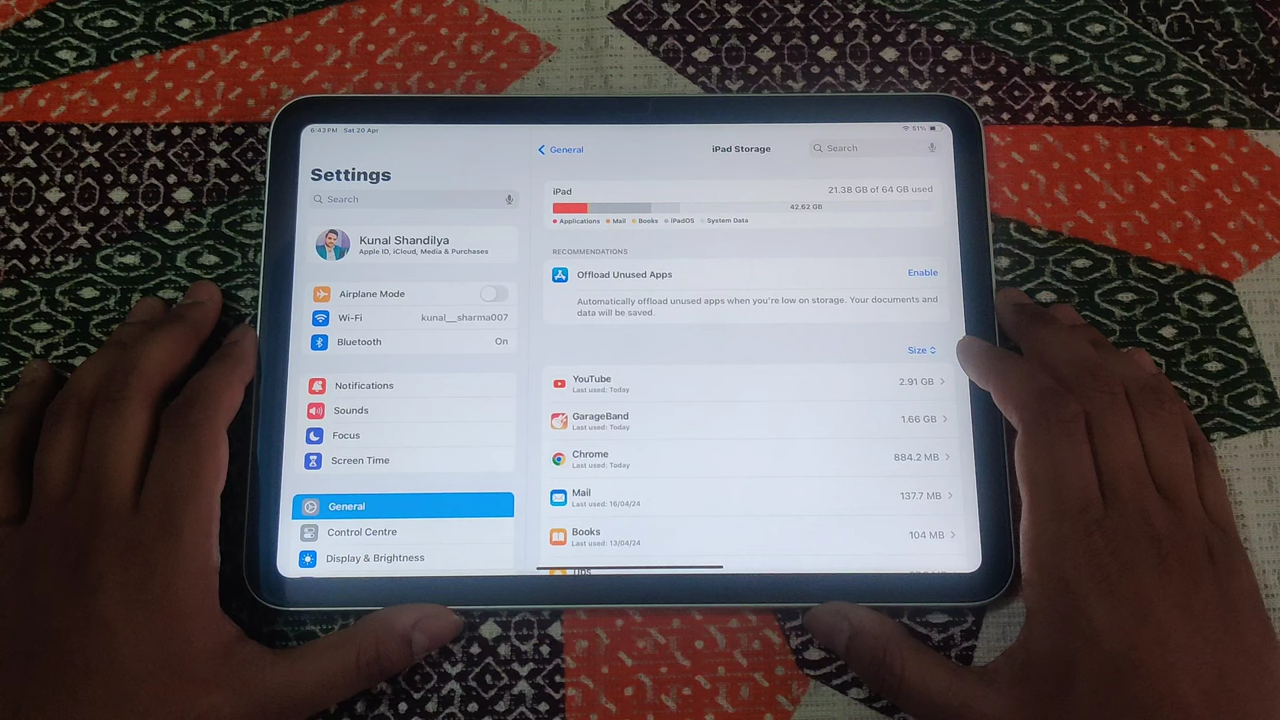 6:43 PM Sat 20 Apr
51%
Settings
Search
Kunal Shandilya
Apple ID, iCloud, Media & Purchases
Airplane Mode
Wi-Fi kunal__sharma007
Bluetooth On
Notifications
Sounds
Focus
Screen Time
General
Control Centre
Display & Brightness
General
iPad Storage
Search
iPad 21.38 GB of 64 GB used
42.62 GB
Applications Mail Books iPadOS System Data
RECOMMENDATIONS
Offload Unused Apps Enable
Automatically offload unused apps when you're low on storage. Your documents and
data will be saved.
Size
YouTube 2.91 GB
Last used: Today
GarageBand 1.66 GB
Last used: Today
Chrome 884.2 MB
Last used: Today
Mail 137.7 MB
Last used: 16/04/24
Books 104 MB
Last used: 13/04/24